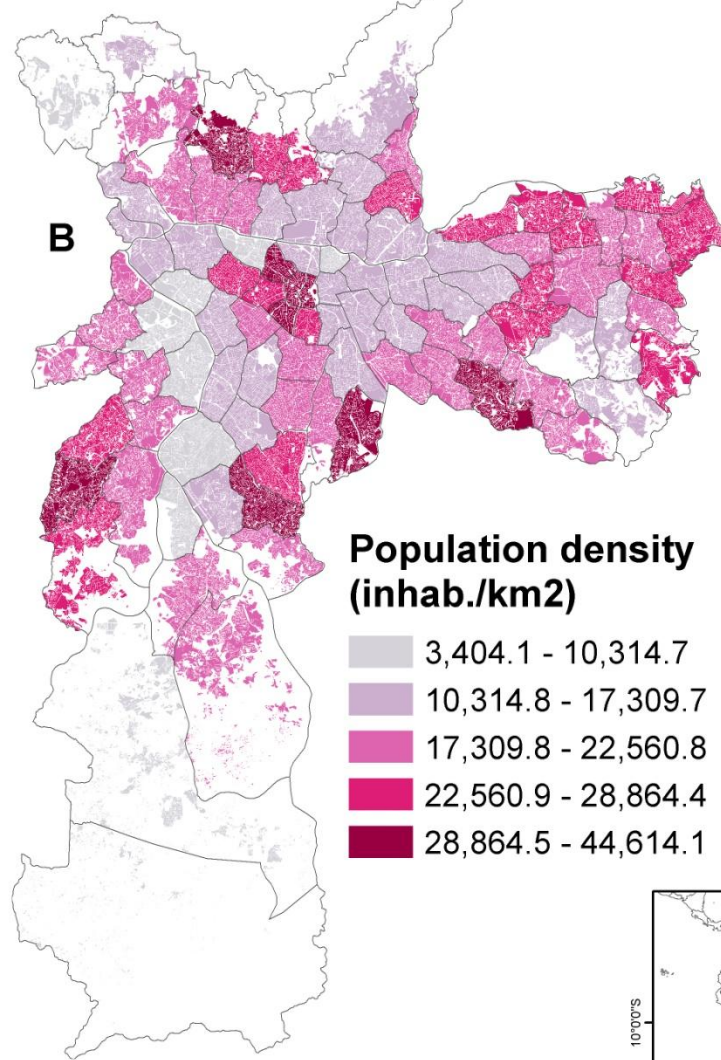 B
Population density
(inhab./km2)
3,404.1 - 10,314.7
10,314.8 - 17,309.7
17,309.8 - 22,560.8
22,560.9 - 28,864.4
28,864.5 - 44,614.1
10°0'0"S